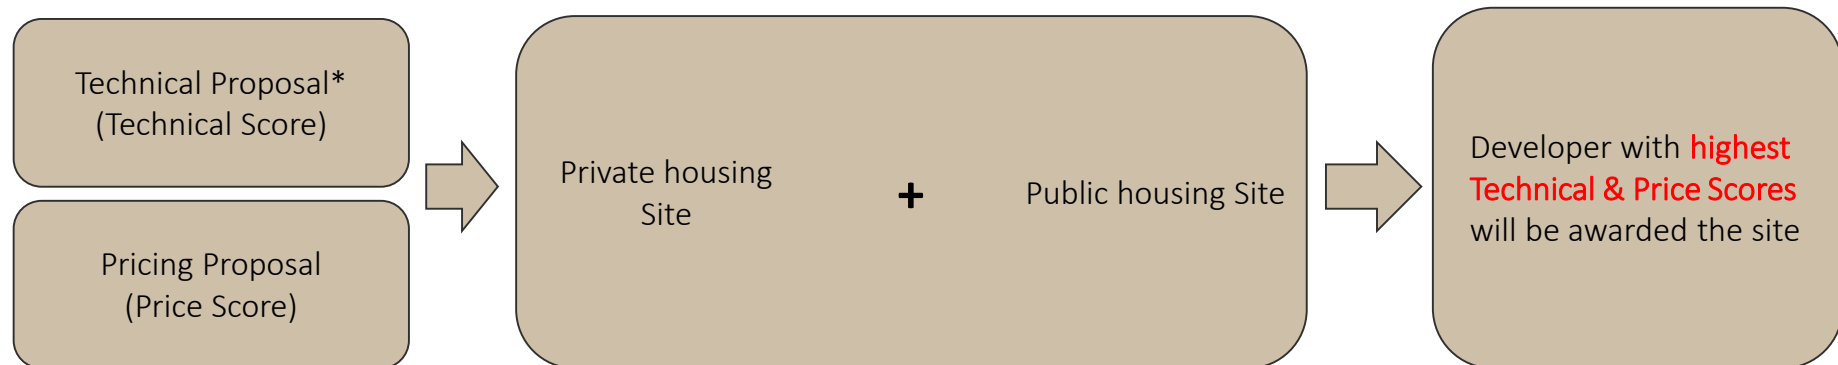 Technical Proposal*
(Technical Score)
Pricing Proposal
(Price Score)
Private housing
Site
+
Public housing Site
Developer with highest
Technical & Price Scores
will be awarded the site